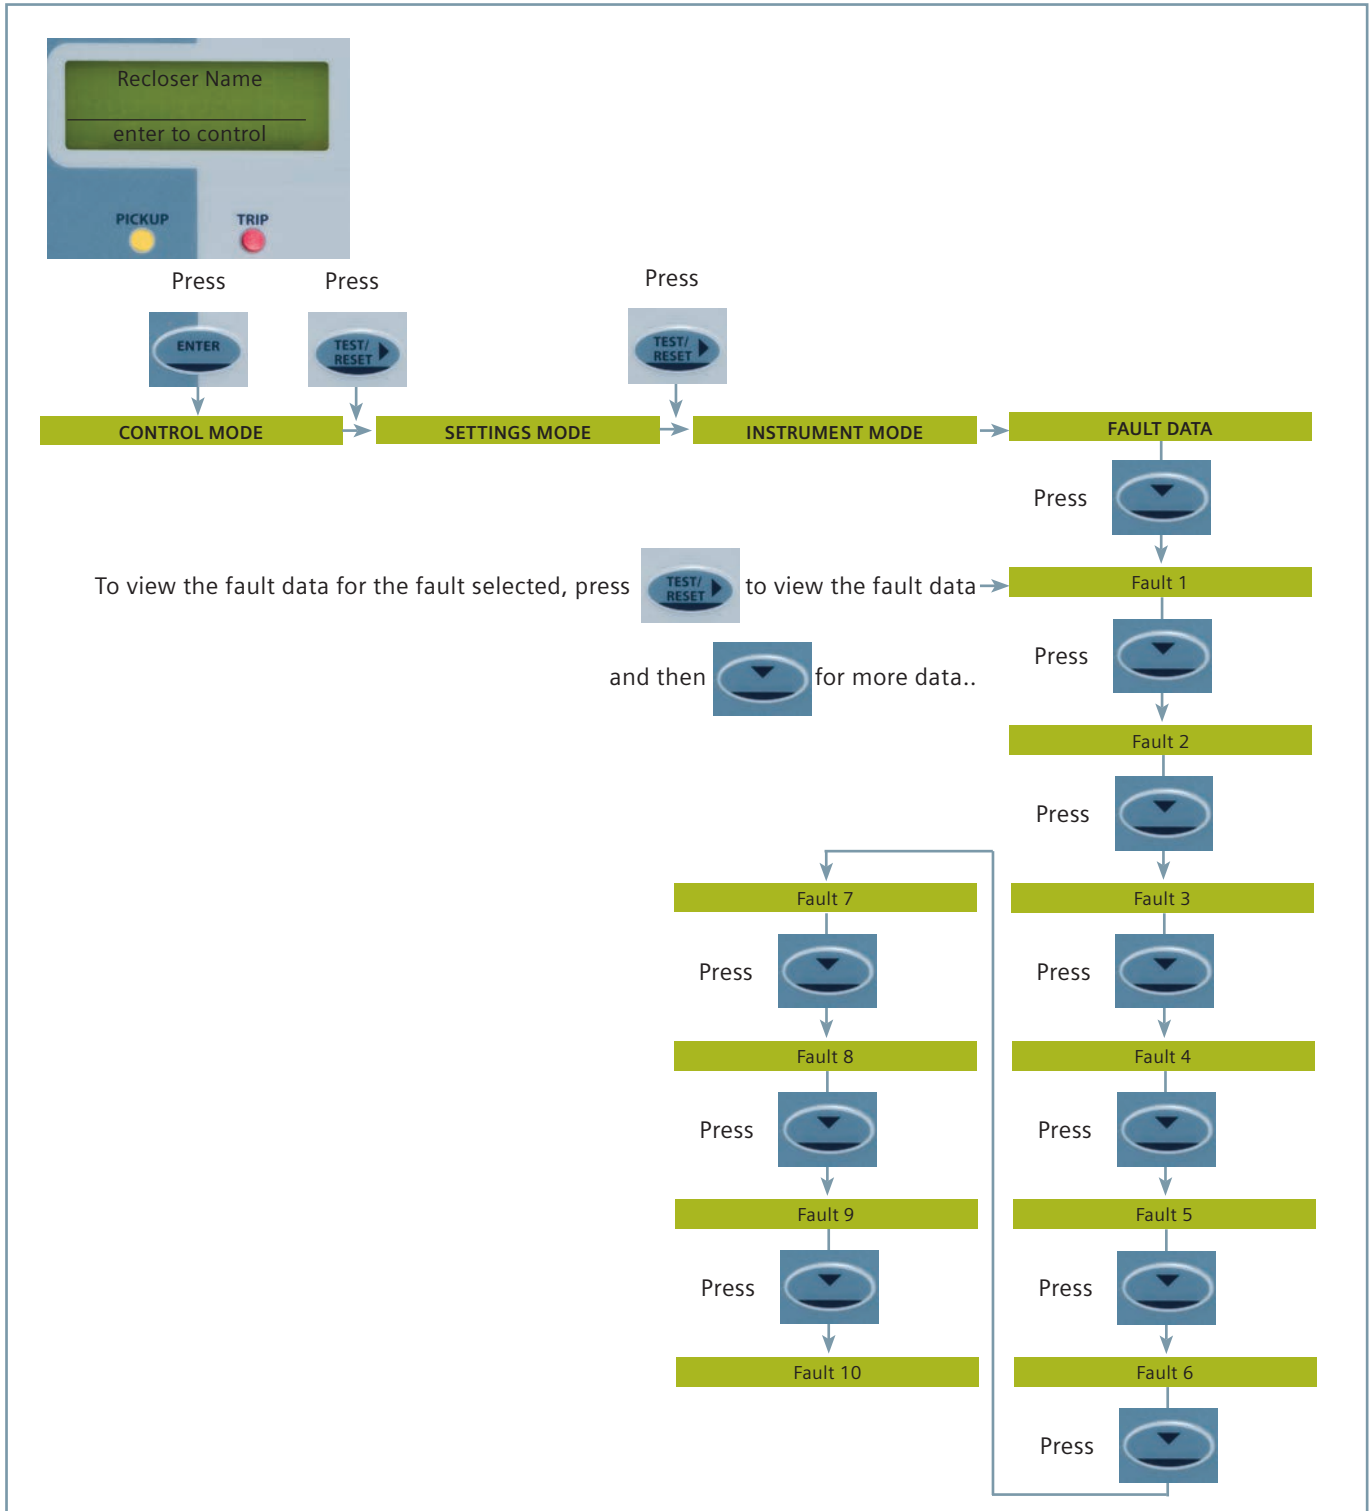 Recloser Name
enter to control
PICKUP TRIP
Press Press Press
ENTER
TEST/
RESET
TEST/
RESET
CONTROL MODE SETTINGS MODE INSTRUMENT MODE FAULT DATA
Press
To view the fault data for the fault selected, press TEST/ RESET to view the fault data
Fault 1
and then for more data..
Press
Fault 2
Press
Fault 3
Press
Fault 4
Press
Fault 5
Press
Fault 6
Press
Fault 7
Press
Fault 8
Press
Fault 9
Press
Fault 10